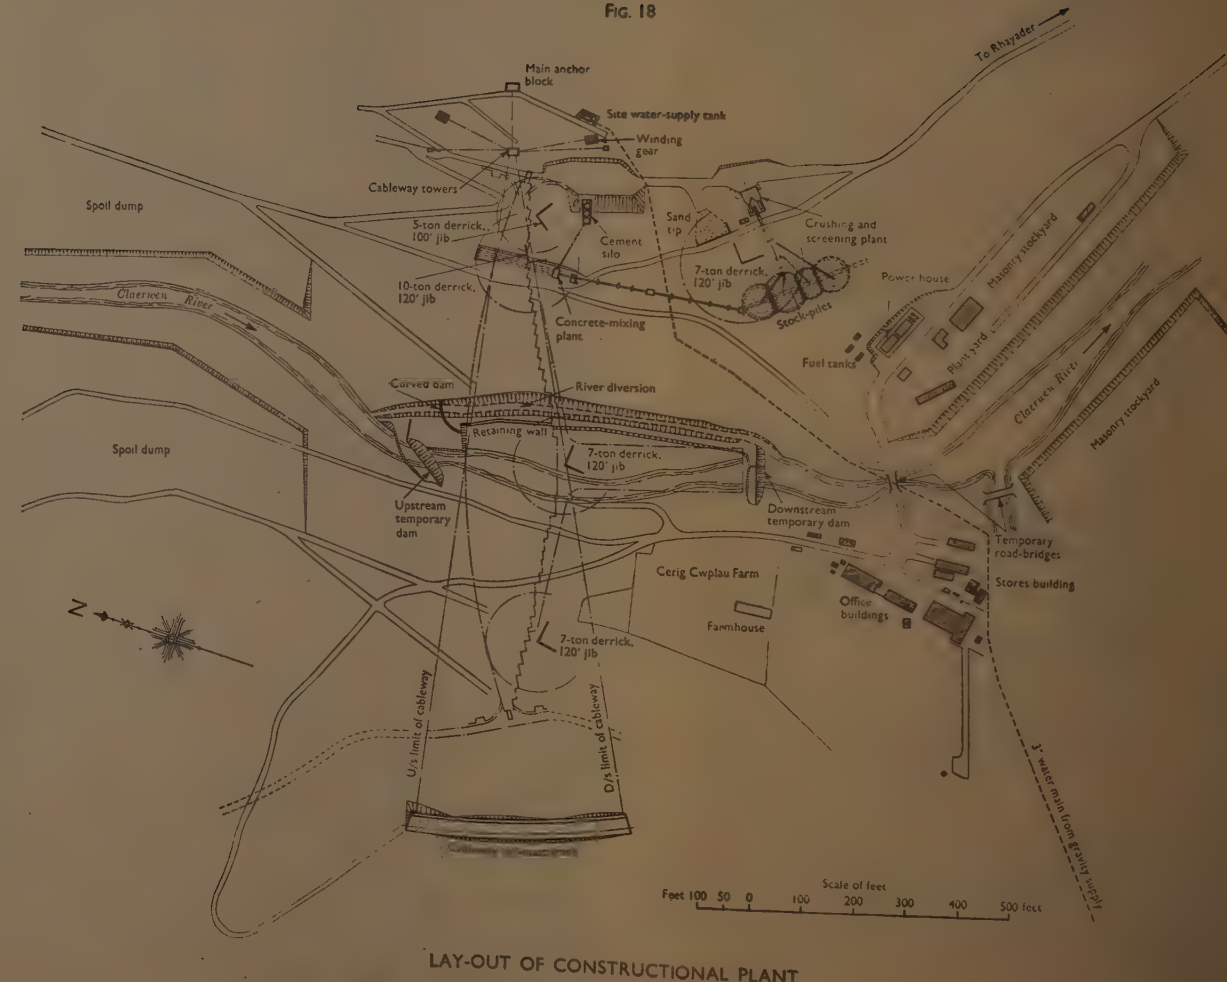 FIG. 18
To Rhayader
Main anchor
block
Site water-supply tank
Winding
gear
Cableway towers
Spoil dump
5-ton derrick,
100' jib
Cement
silo
Sand
tip
Crushing and
screening plant
Masonry stockyard
10-ton derrick,
120' jib
7-ton derrick,
120' jib
Power house
Claerwen River
Concrete-mixing
plant
Stock-piles
Fuel tanks
Plant yard
Claerwen River
Masonry stockyard
Curved dam
River diversion
Retaining wall
Spoil dump
7-ton derrick,
120' jib
Upstream
temporary
dam
Downstream
temporary dam
Temporary
road-bridges
Cerig Cwplau Farm
Stores building
Office
buildings
Farmhouse
N
7-ton derrick,
120' jib
U/s limit of cableway
D/s limit of cableway
3" water main from gravity supply
Scale of feet
Feet 100 50 0 100 200 300 400 500 feet
LAY-OUT OF CONSTRUCTIONAL PLANT